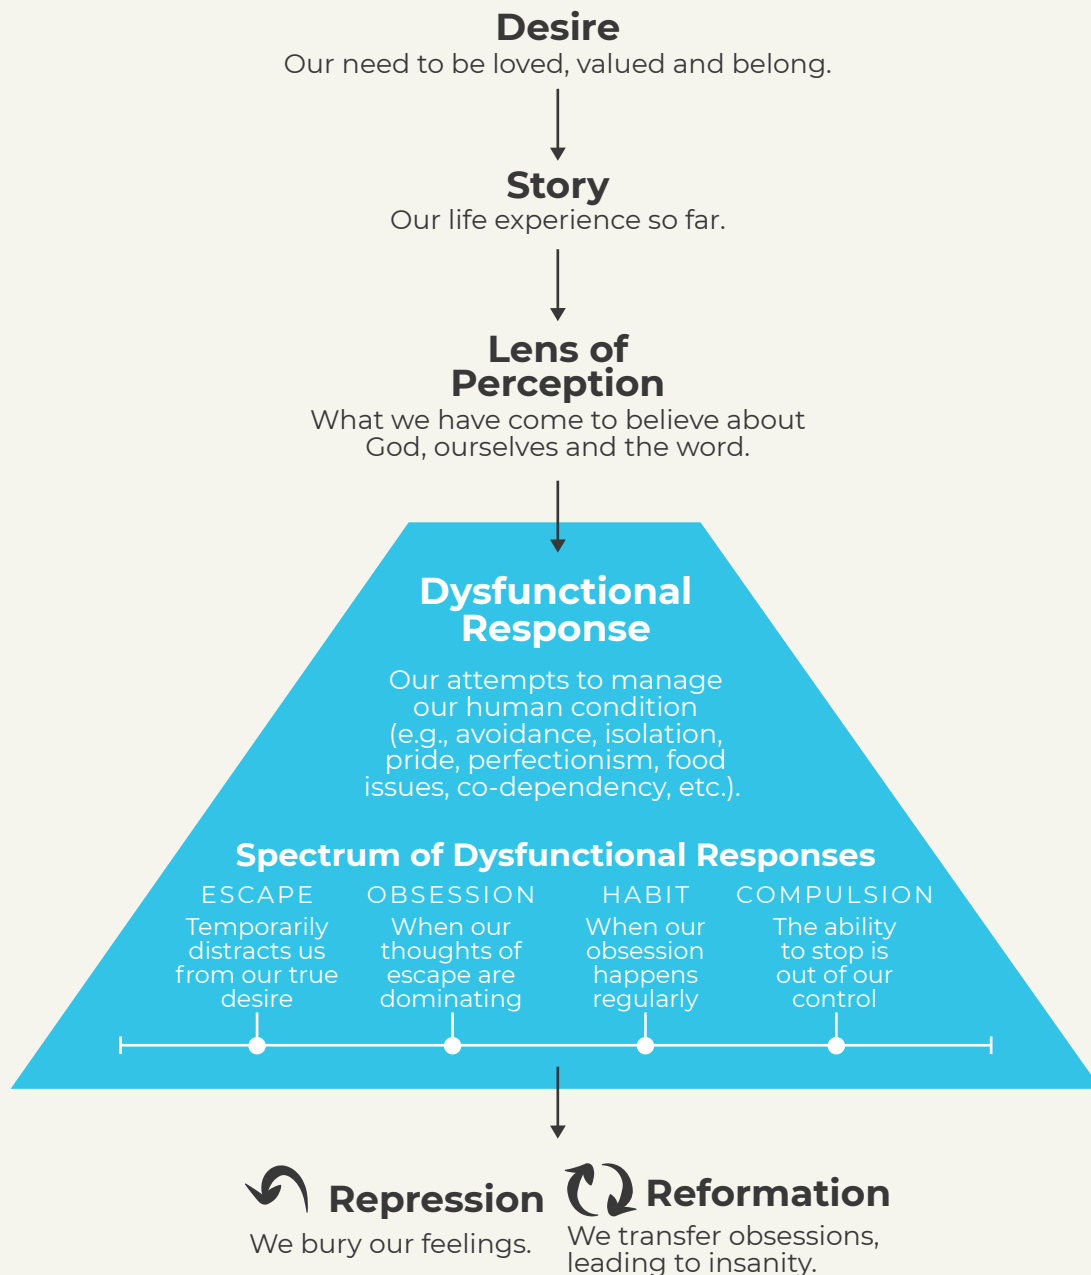 Desire
Our need to be loved, valued and belong.
Story
Our life experience so far.
Lens of
Perception
What we have come to believe about
God, ourselves and the word.
Dysfunctional
Response
Our attempts to manage
our human condition
(e.g., avoidance, isolation,
pride, perfectionism, food
issues, co-dependency, etc.).
Spectrum of Dysfunctional Responses
ESCAPE
Temporarily
distracts us
from our true
desire
OBSESSION
When our
thoughts of
escape are
dominating
HABIT
When our
obsession
happens
regularly
COMPULSION
The ability
to stop is
out of our
control
Repression
We bury our feelings.
Reformation
We transfer obsessions,
leading to insanity.